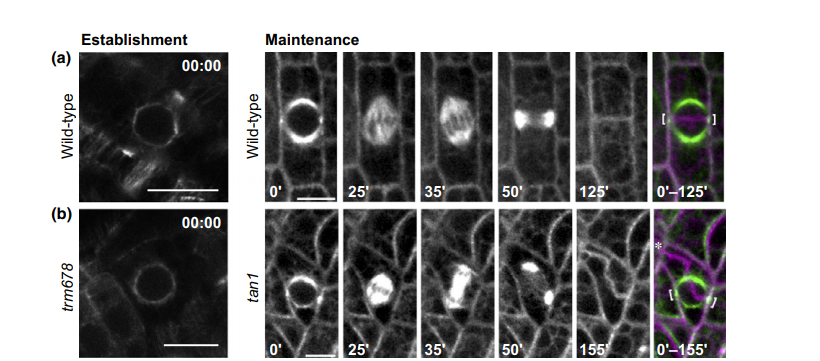 Establishment
Maintenance
(a)
Wild-type
00:00
Wild-type
0'
25'
35'
50'
125'
[ ]
0'–125'
(b)
trm678
00:00
tan1
0'
25'
35'
50'
155'
*
[ ]
0'–155'